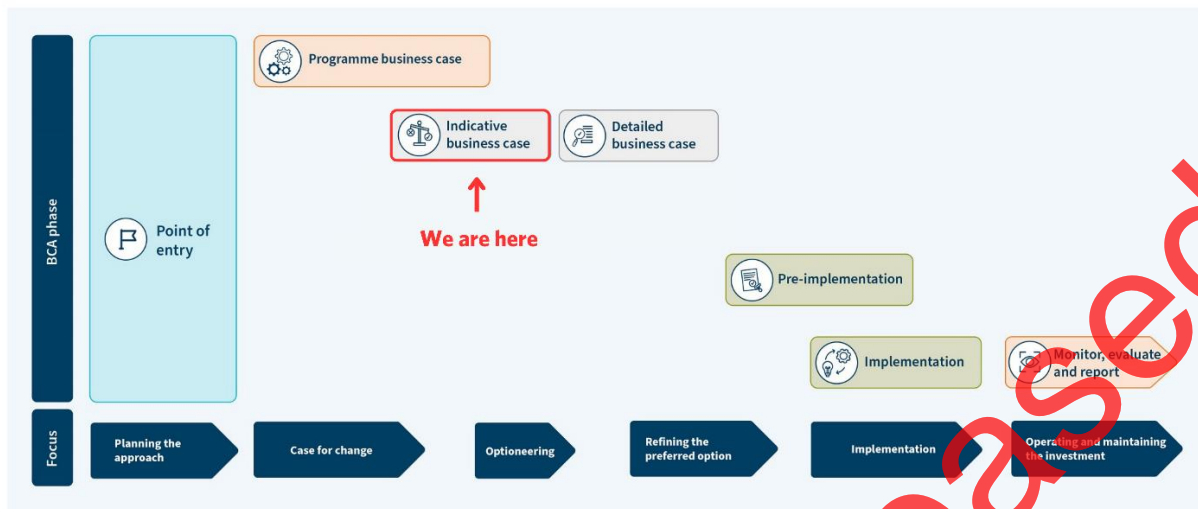 BCA phase
Point of
entry
Programme business case
Indicative
business case
Detailed
business case
We are here
Pre-implementation
Implementation
Monitor, evaluate
and report
Focus
Planning the
approach
Case for change
Optioneering
Refining the
preferred option
Implementation
Operating and maintaining
the investment